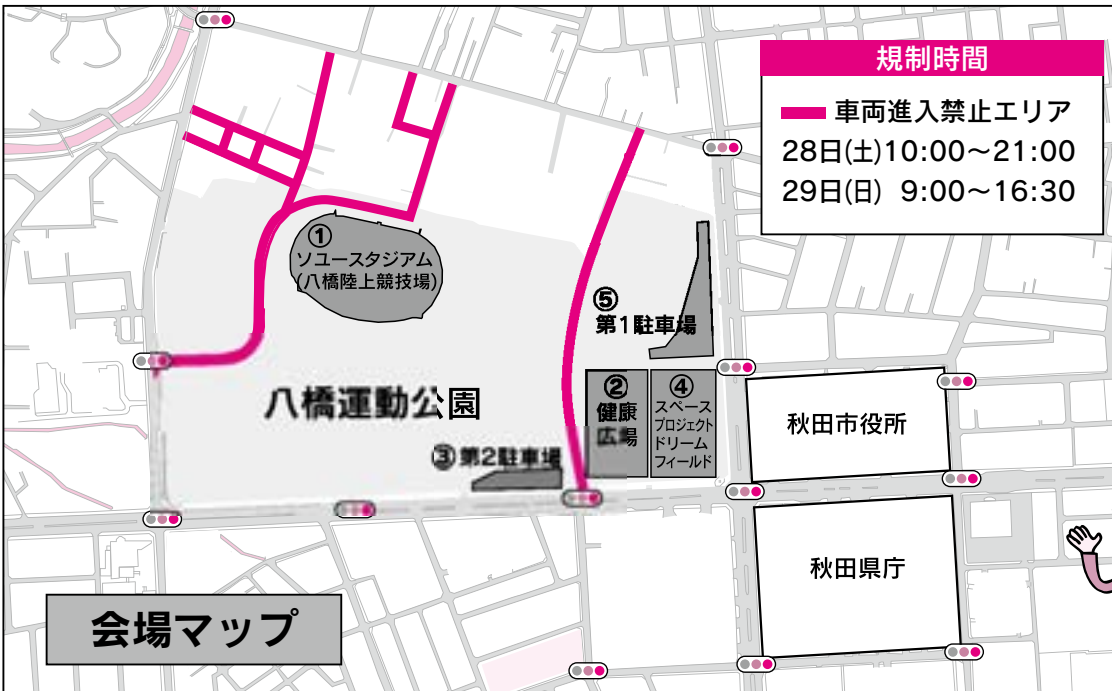 規制時間
車両進入禁止エリア
28日(土)10:00～21:00
29日(日) 9:00～16:30
①
ソユースタジアム
(八橋陸上競技場)
⑤
第1駐車場
八橋運動公園
②
健康
広場
④
スペース
プロジェクト
ドリーム
フィールド
③第2駐車場
秋田市役所
秋田県庁
会場マップ